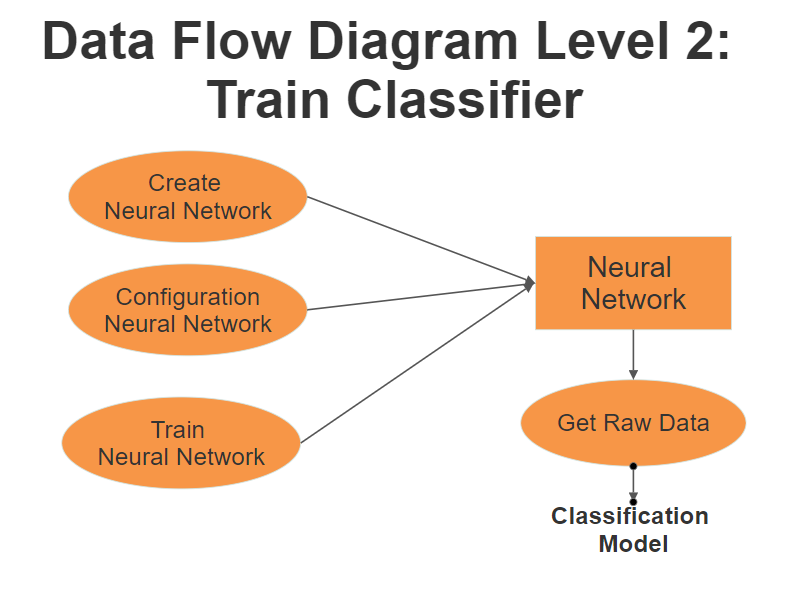 Data Flow Diagram Level 2:
Train Classifier
Create
Neural Network
Configuration
Neural Network
Train
Neural Network
Neural
Network
Get Raw Data
Classification
Model